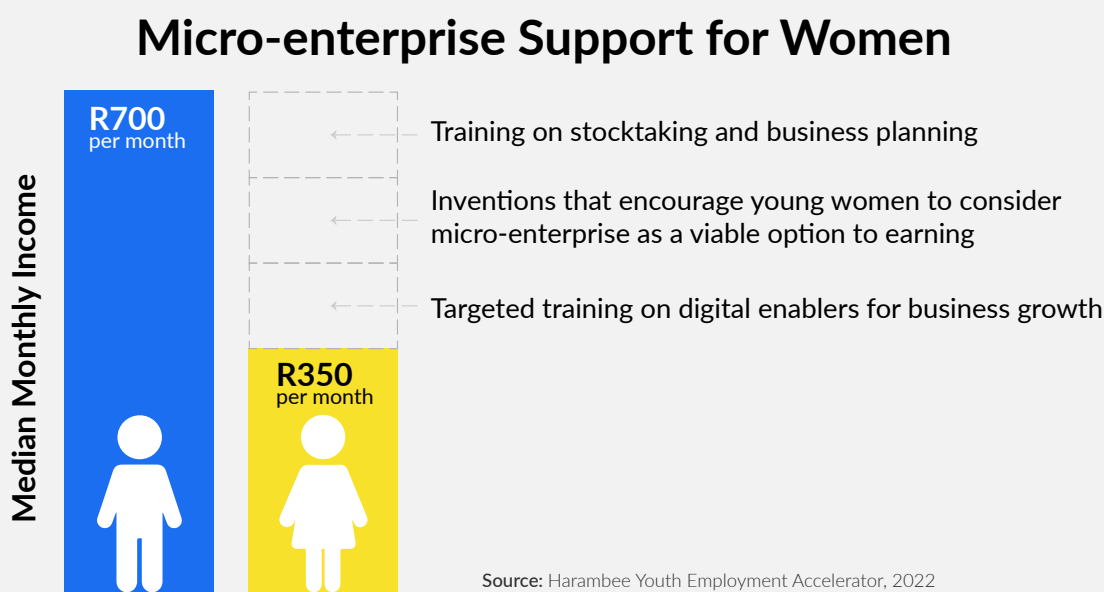 Micro-enterprise Support for Women
Median Monthly Income
R700
per month
R350
per month
Training on stocktaking and business planning
Inventions that encourage young women to consider
micro-enterprise as a viable option to earning
Targeted training on digital enablers for business growth
Source: Harambee Youth Employment Accelerator, 2022